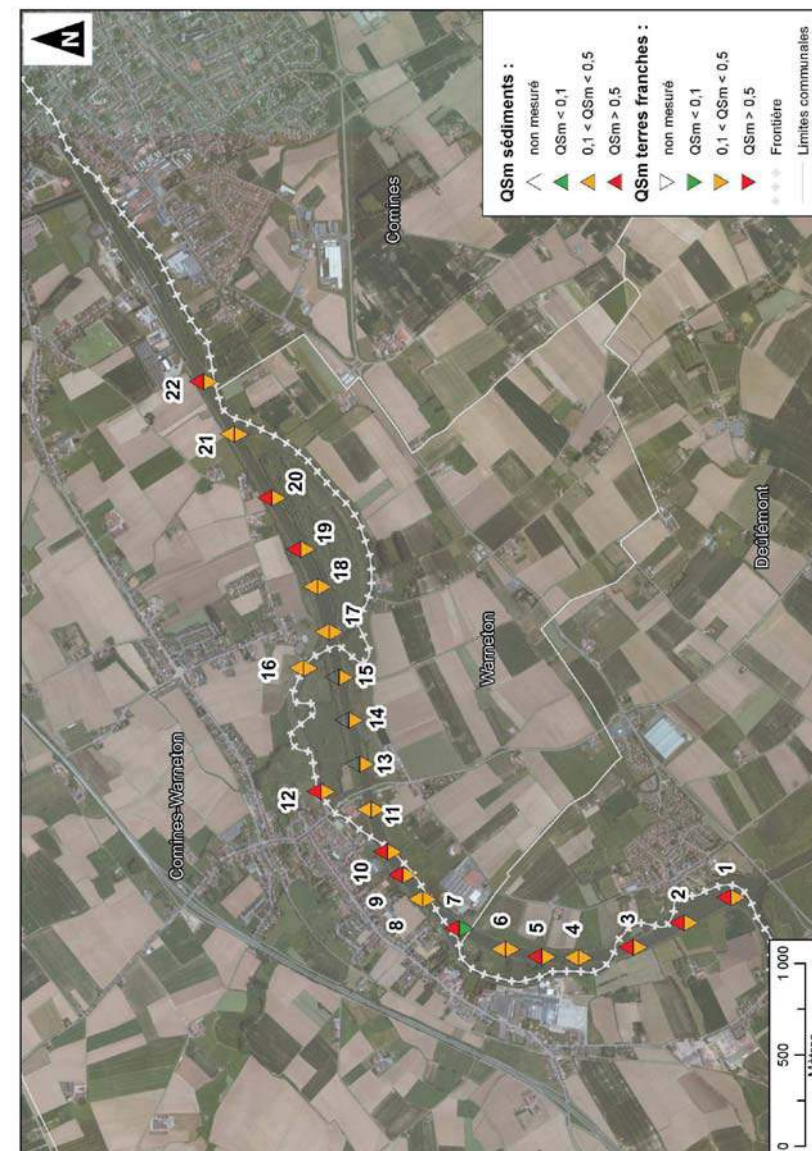 N
QSm sédiments :
non mesuré
QSm < 0,1
0,1 < QSm < 0,5
QSm > 0,5
QSm terres franches :
non mesuré
QSm < 0,1
0,1 < QSm < 0,5
QSm > 0,5
Frontière
Limites communales
Comines-Warneton
Comines
Warneton
Deûlémont
22
21
20
19
18
17
16
15
14
13
12
11
10
9
8
7
6
5
4
3
2
1
0
500
1 000
Mètres